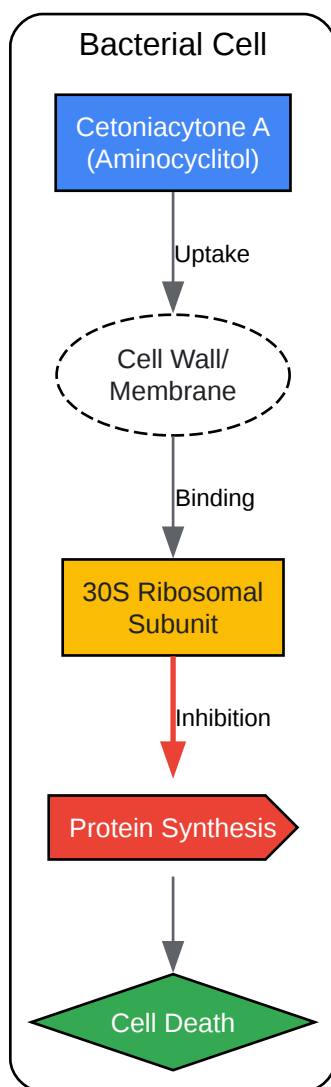 Bacterial Cell
Cetoniacytone A
(Aminocyclitol)
Uptake
Cell Wall/
Membrane
Binding
30S Ribosomal
Subunit
Inhibition
Protein Synthesis
Cell Death